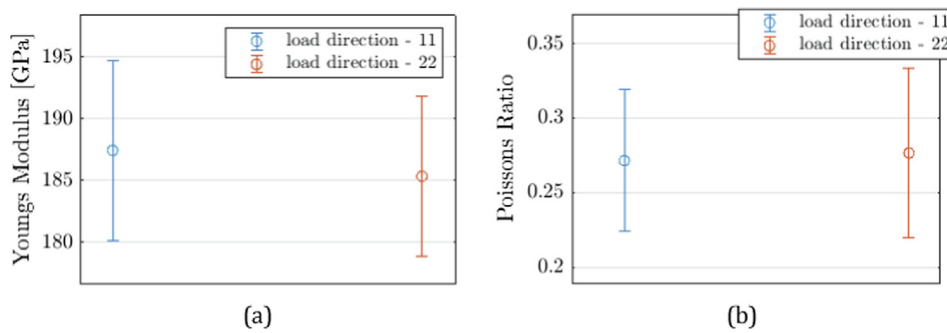 Youngs Modulus [GPa]
195
190
185
180
load direction - 11
load direction - 22
(a)
Poissons Ratio
0.35
0.3
0.25
0.2
load direction - 11
load direction - 22
(b)